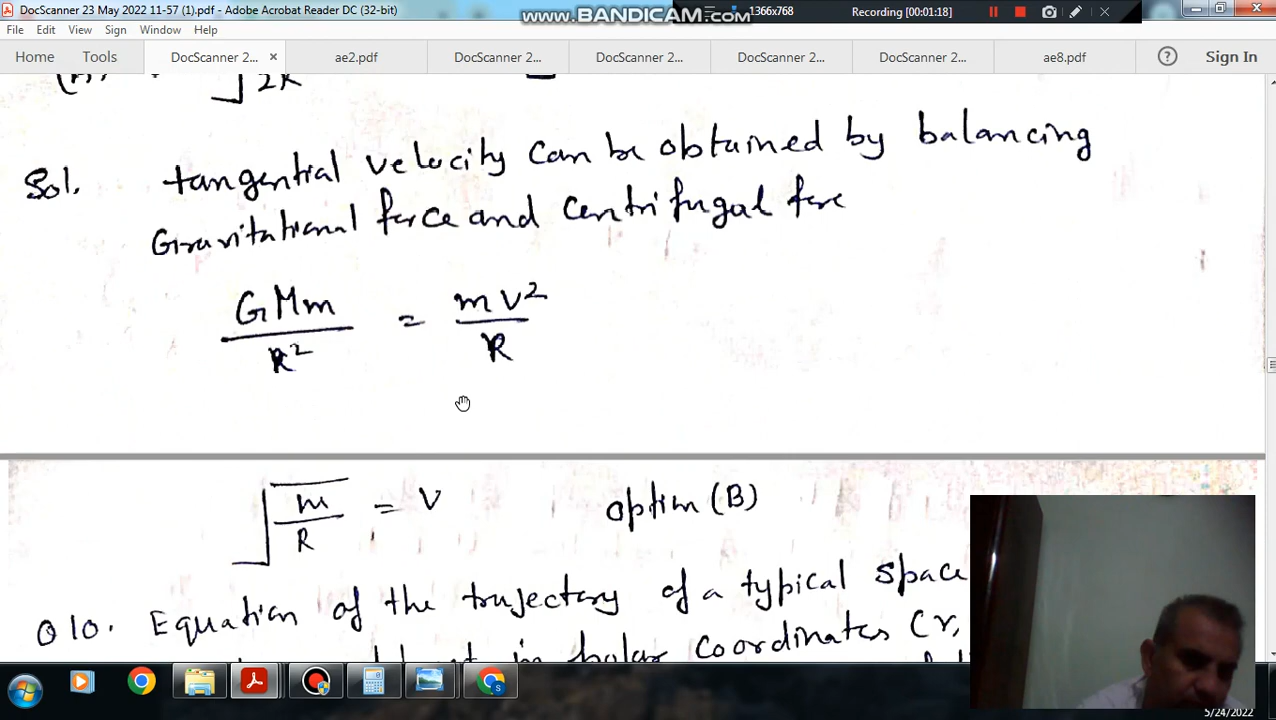 DocScanner 23 May 2022 11-57 (1).pdf - Adobe Acrobat Reader DC (32-bit)
www.BANDICAM.com
1366x768
Recording [00:01:18]
File Edit View Sign Window Help
Home Tools DocScanner 2... × ae2.pdf DocScanner 2... DocScanner 2... DocScanner 2... DocScanner 2... ae8.pdf ? Sign In
Sol. tangential velocity can be obtained by balancing
Gravitational force and centrifugal force
GMm / R² = mv² / R
√(m / R) = v option (B)
Q10. Equation of the trajectory of a typical space
in polar coordinates (r,
5/24/2022